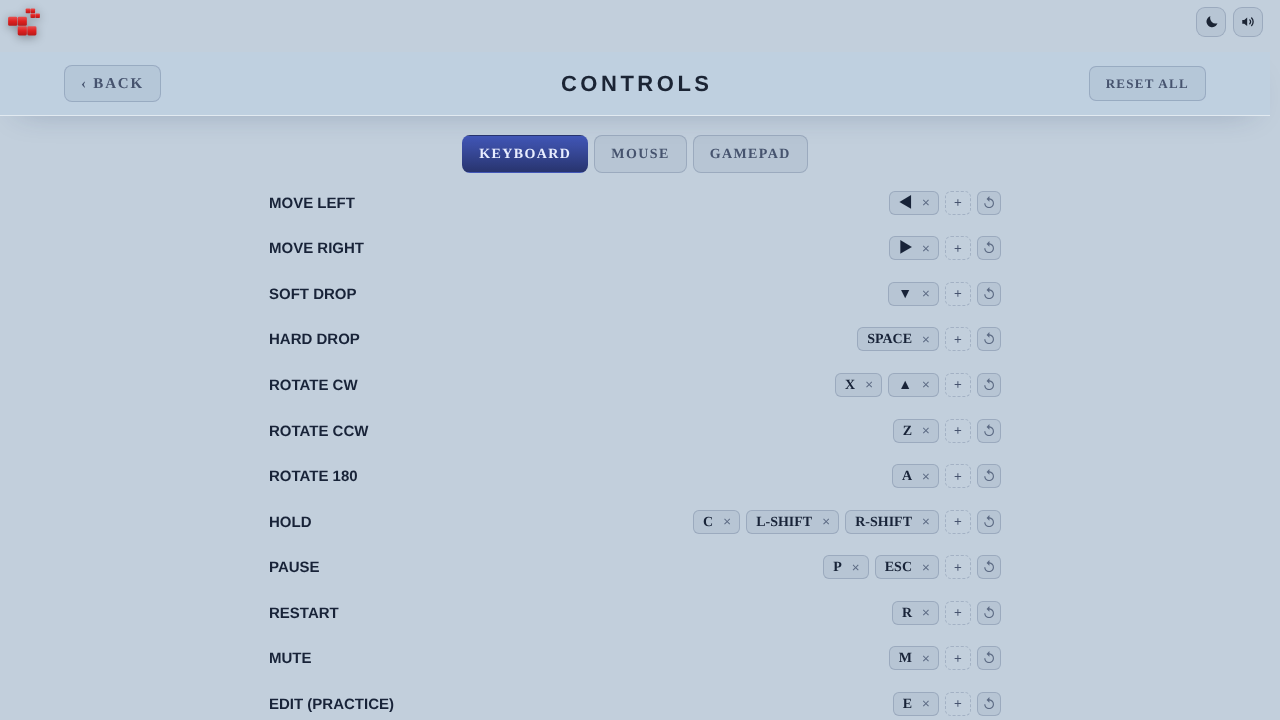 ‹ BACK
CONTROLS
RESET ALL
KEYBOARD MOUSE GAMEPAD
MOVE LEFT ◀ × +
MOVE RIGHT ▶ × +
SOFT DROP ▼ × +
HARD DROP SPACE × +
ROTATE CW X × ▲ × +
ROTATE CCW Z × +
ROTATE 180 A × +
HOLD C × L-SHIFT × R-SHIFT × +
PAUSE P × ESC × +
RESTART R × +
MUTE M × +
EDIT (PRACTICE) E × +